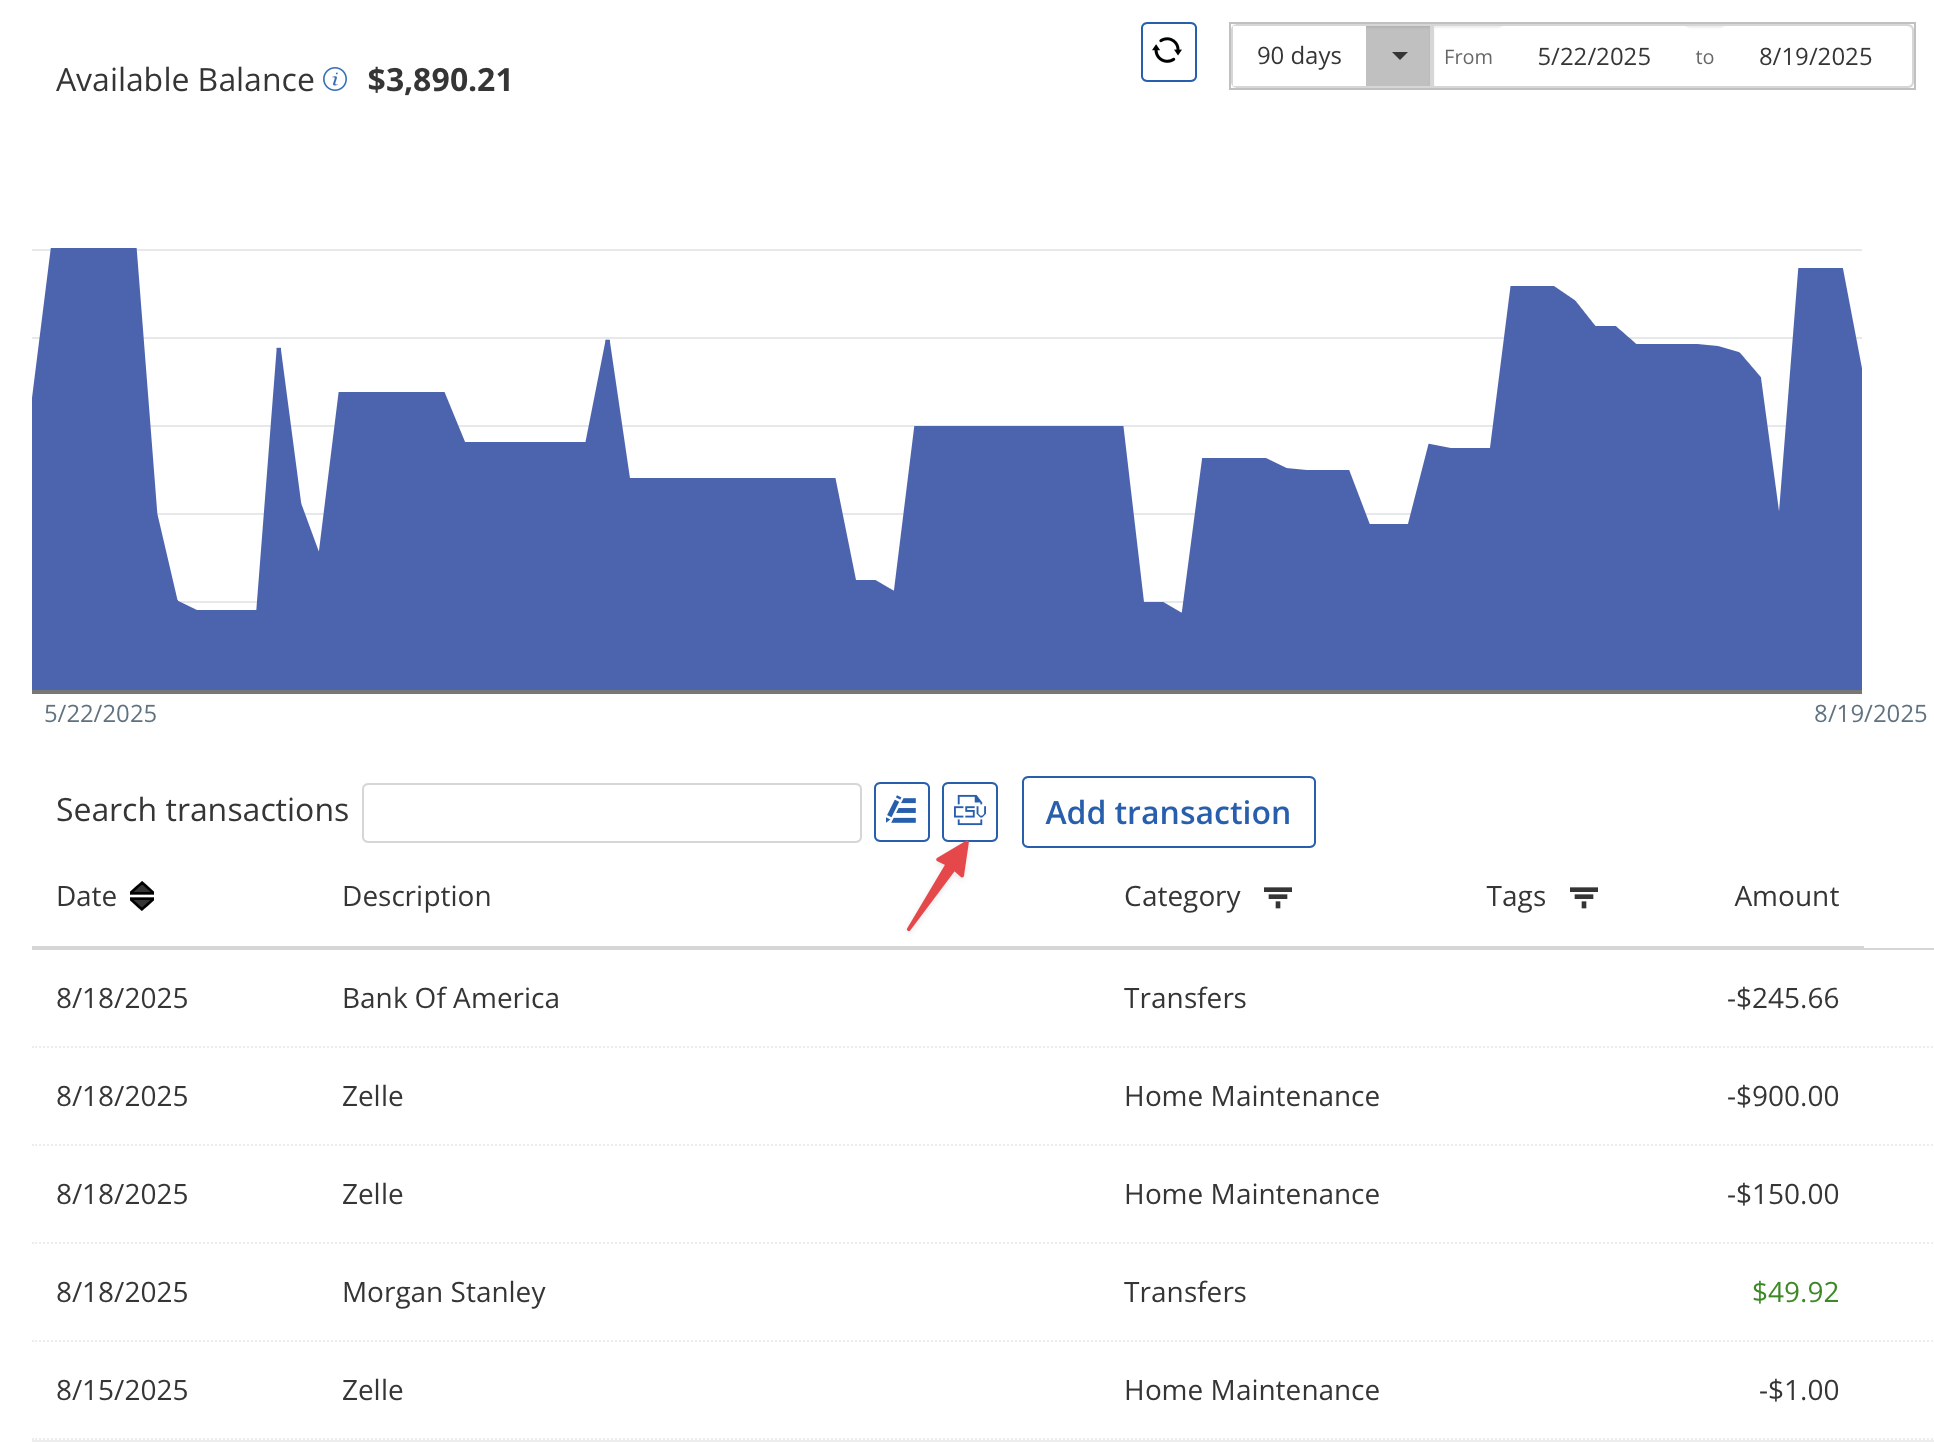 Available Balance i $3,890.21
90 days From 5/22/2025 to 8/19/2025
5/22/2025 8/19/2025
Search transactions CSV Add transaction
Date Description Category Tags Amount
8/18/2025 Bank Of America Transfers -$245.66
8/18/2025 Zelle Home Maintenance -$900.00
8/18/2025 Zelle Home Maintenance -$150.00
8/18/2025 Morgan Stanley Transfers $49.92
8/15/2025 Zelle Home Maintenance -$1.00